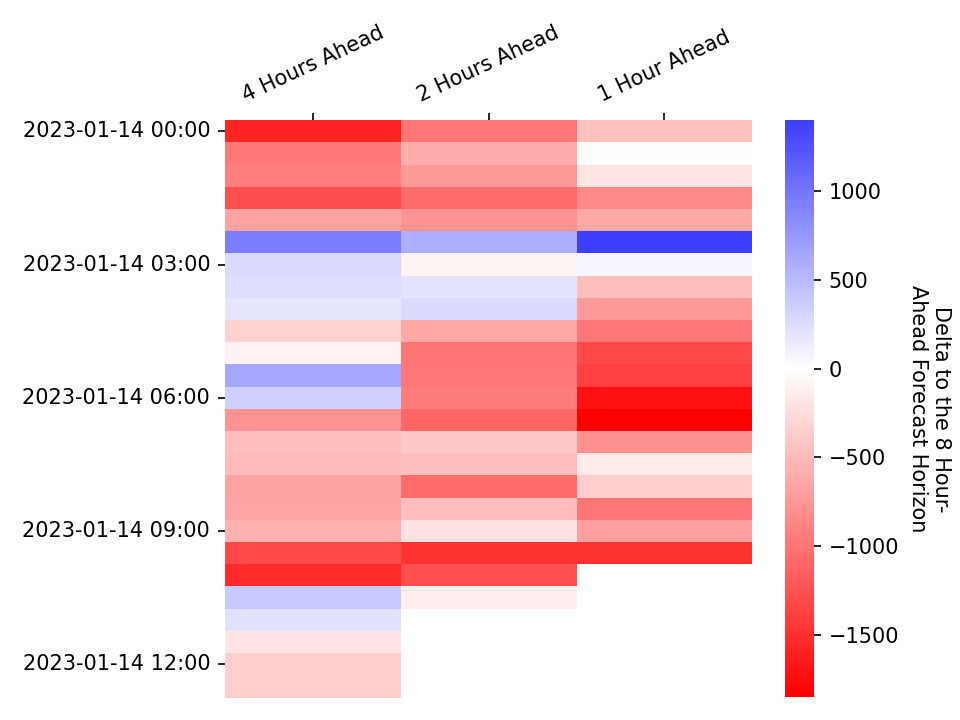 4 Hours Ahead
2 Hours Ahead
1 Hour Ahead
2023-01-14 00:00
2023-01-14 03:00
2023-01-14 06:00
2023-01-14 09:00
2023-01-14 12:00
1000
500
0
−500
−1000
−1500
Delta to the 8 Hour-
Ahead Forecast Horizon